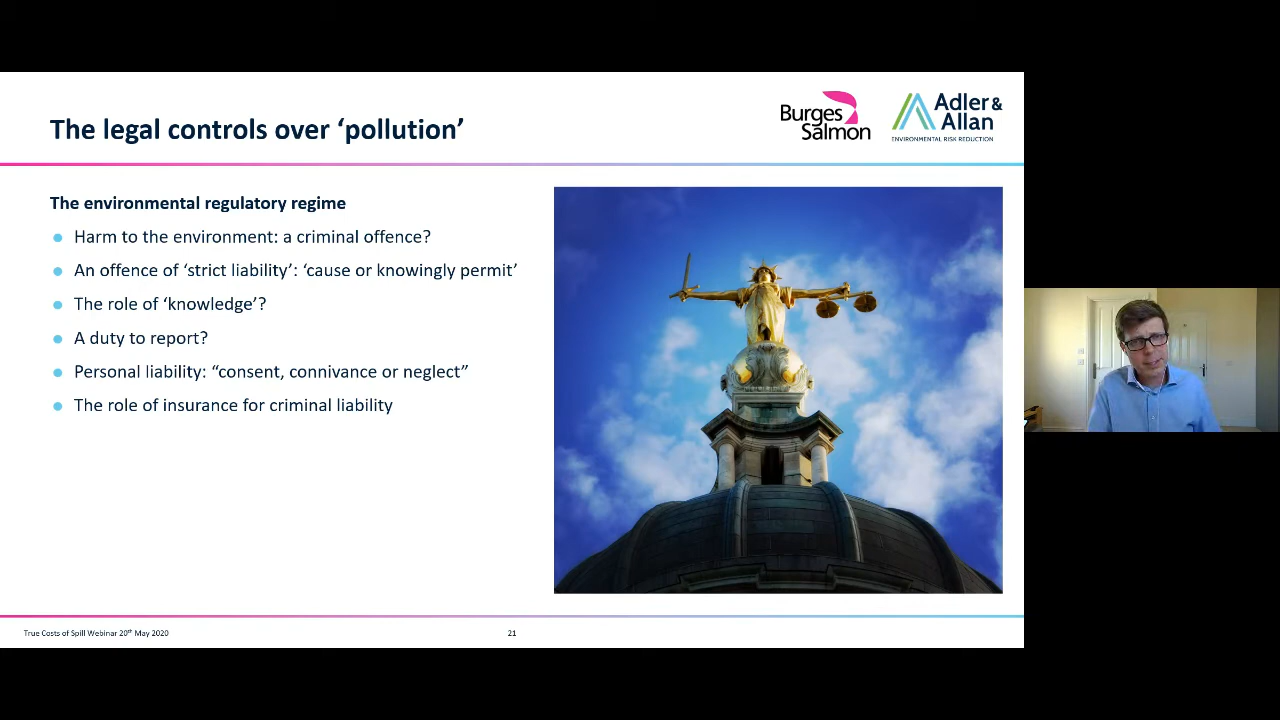 The legal controls over ‘pollution’
Burges
Salmon
Adler &
Allan
ENVIRONMENTAL RISK REDUCTION
The environmental regulatory regime
Harm to the environment: a criminal offence?
An offence of ‘strict liability’: ‘cause or knowingly permit’
The role of ‘knowledge’?
A duty to report?
Personal liability: “consent, connivance or neglect”
The role of insurance for criminal liability
True Costs of Spill Webinar 20th May 2020
21